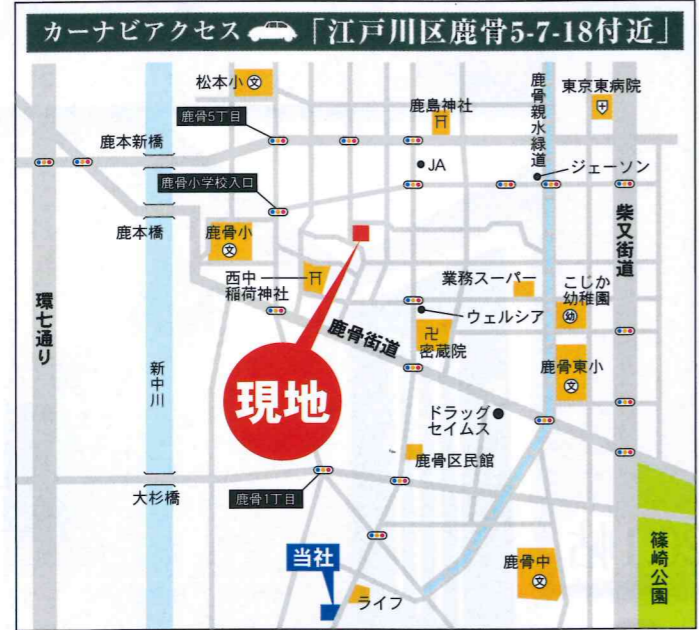 カーナビアクセス 「江戸川区鹿骨5-7-18付近」
松本小 文
鹿骨5丁目
鹿島神社
鹿骨親水緑道
東京東病院
鹿本新橋
JA
ジェーソン
鹿骨小学校入口
鹿本橋
鹿骨小
文
柴又街道
西中
稲荷神社
業務スーパー
こじか
幼稚園
幼
環七通り
ウェルシア
鹿骨街道
卍
密蔵院
新中川
現地
鹿骨東小
文
ドラッグ
セイムス
鹿骨区民館
大杉橋
鹿骨1丁目
篠崎公園
当社
鹿骨中
文
ライフ